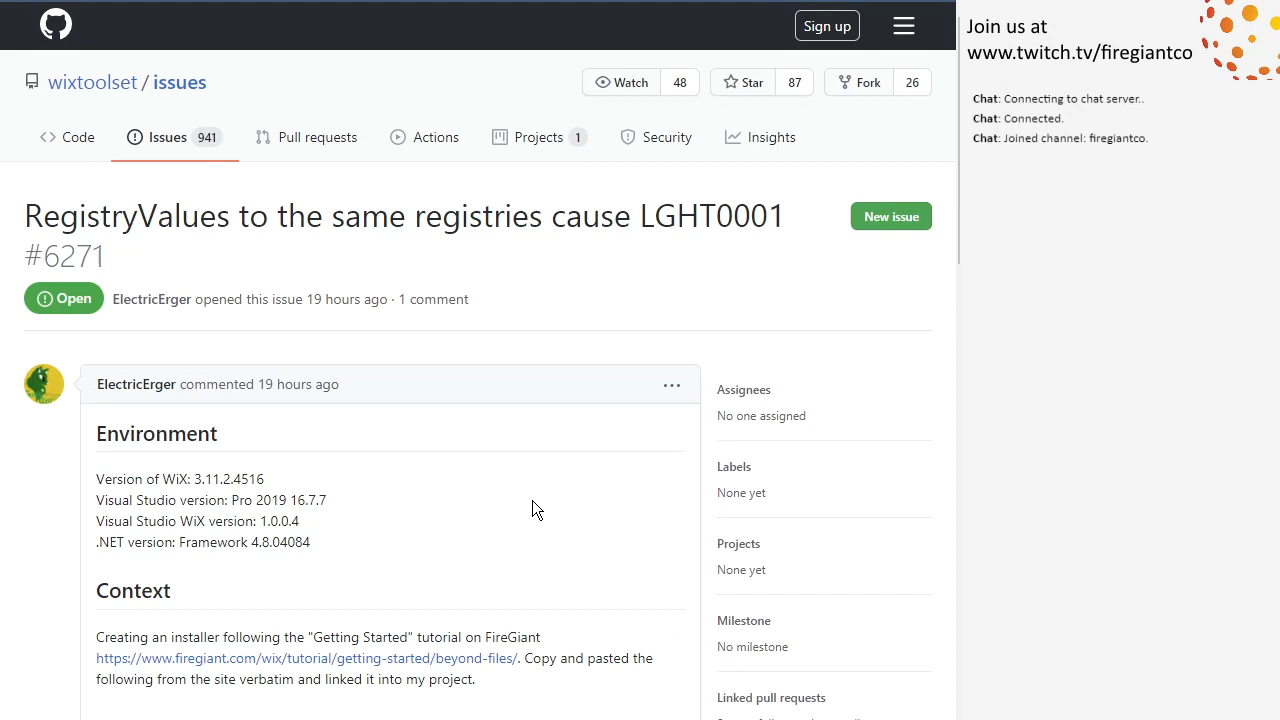 Sign up
Join us at
www.twitch.tv/firegiantco
wixtoolset / issues
Watch 48
Star 87
Fork 26
Chat: Connecting to chat server..
Chat: Connected.
Chat: Joined channel: firegiantco.
Code
Issues 941
Pull requests
Actions
Projects 1
Security
Insights
RegistryValues to the same registries cause LGHT0001
#6271
New issue
Open
ElectricErger opened this issue 19 hours ago · 1 comment
ElectricErger commented 19 hours ago
Environment
Version of WiX: 3.11.2.4516
Visual Studio version: Pro 2019 16.7.7
Visual Studio WiX version: 1.0.0.4
.NET version: Framework 4.8.04084
Context
Creating an installer following the "Getting Started" tutorial on FireGiant
https://www.firegiant.com/wix/tutorial/getting-started/beyond-files/. Copy and pasted the
following from the site verbatim and linked it into my project.
Assignees
No one assigned
Labels
None yet
Projects
None yet
Milestone
No milestone
Linked pull requests